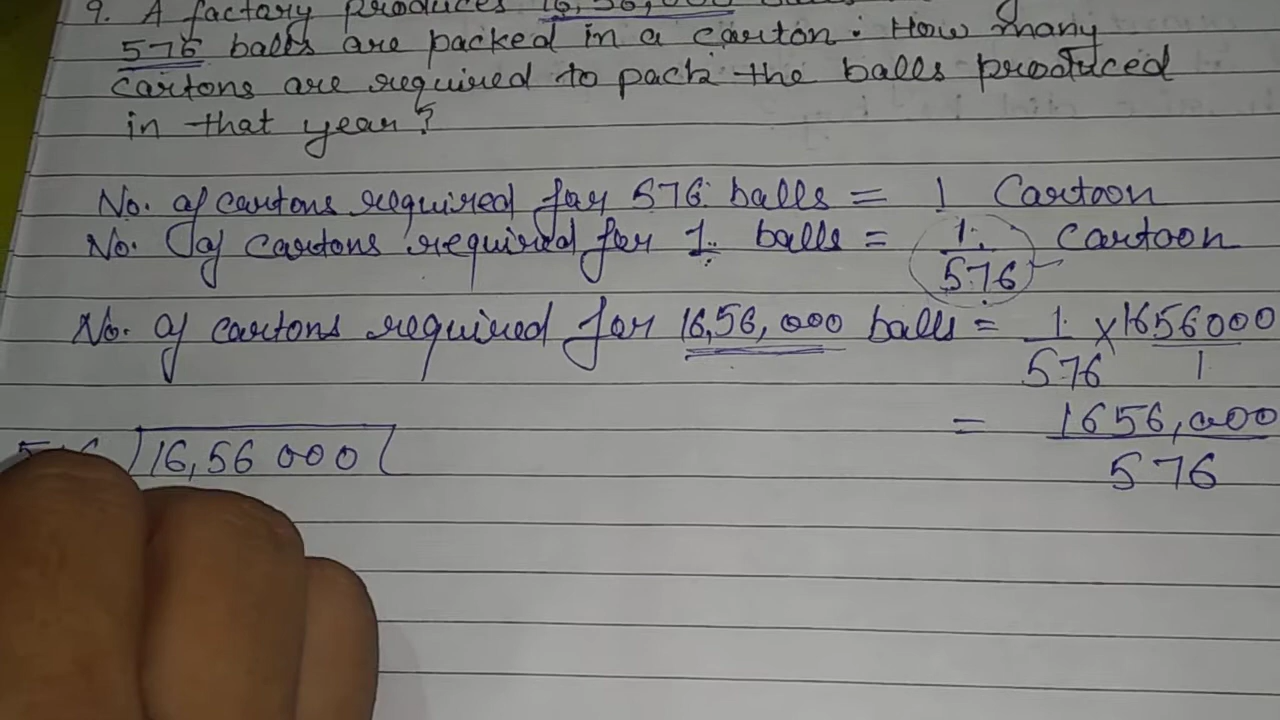 9. A factory produces 16,56,000
576 balls are packed in a carton. How many
cartons are required to pack the balls produced
in that year?
No. of cartons required for 576 balls = 1 Cartoon
No. of cartons required for 1 balls = 1/576 Cartoon
No. of cartons required for 16,56,000 balls = 1/576 × 1656000/1
= 1656,000/576
16,56 000